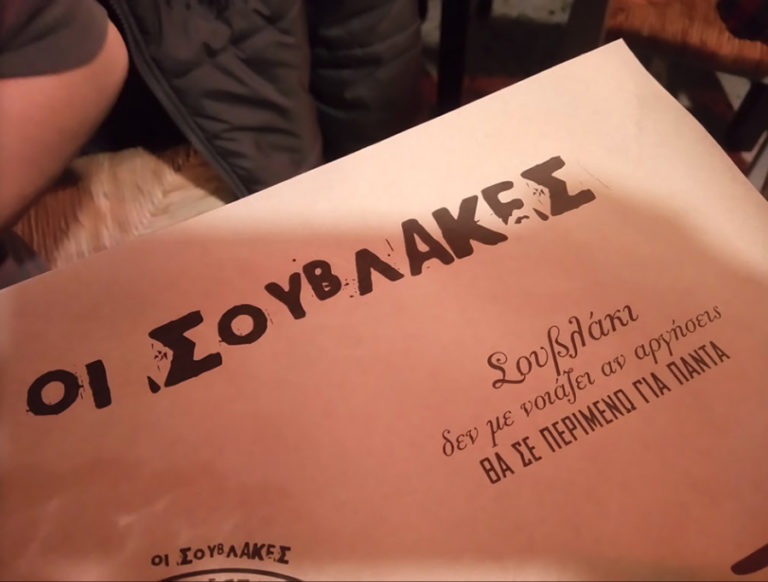 ΟΙ ΣΟΥΒΛΑΚΕΣ
Σουβλάκι
δεν με νοιάζει αν αργήσεις
ΘΑ ΣΕ ΠΕΡΙΜΕΝΩ ΓΙΑ ΠΑΝΤΑ
ΟΙ ΣΟΥΒΛΑΚΕΣ